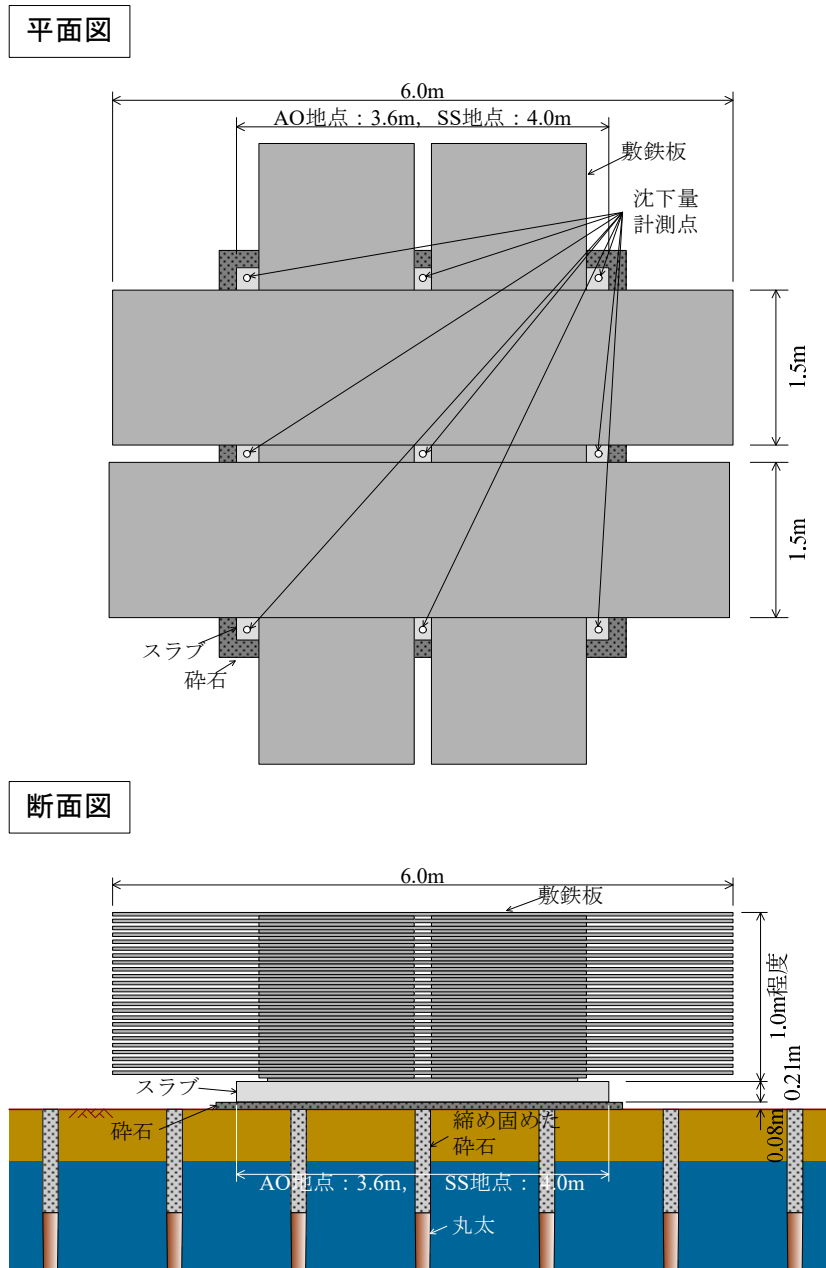 平面図
6.0m
AO地点：3.6m, SS地点：4.0m
敷鉄板
沈下量
計測点
1.5m
1.5m
スラブ
砕石
断面図
6.0m
敷鉄板
1.0m程度
スラブ
0.21m
砕石
締め固めた
砕石
0.08m
AO地点：3.6m, SS地点：4.0m
丸太